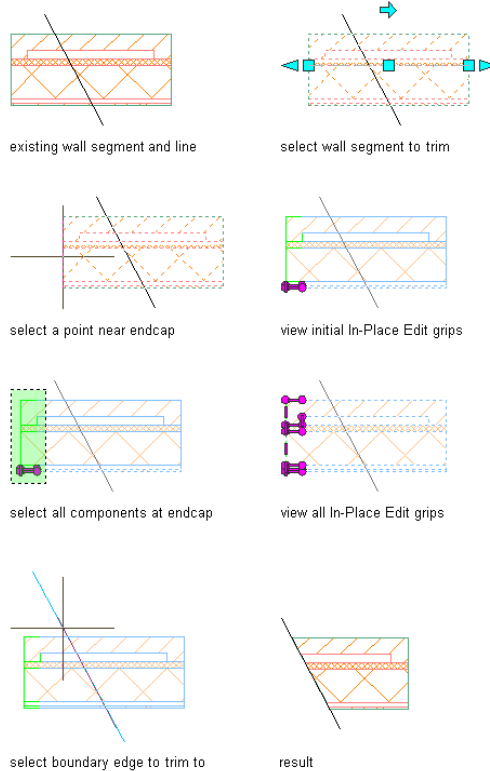 existing wall segment and line
select wall segment to trim
select a point near endcap
view initial In-Place Edit grips
select all components at endcap
view all In-Place Edit grips
select boundary edge to trim to
result